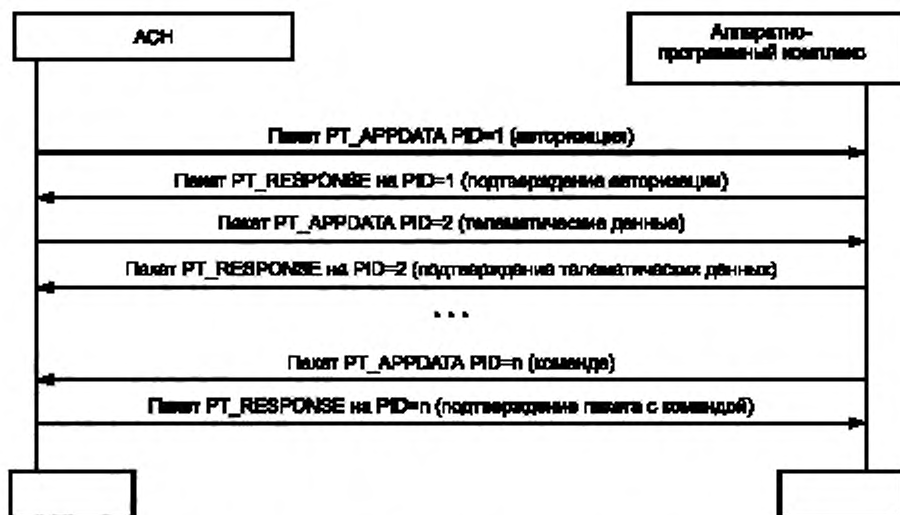 АСН
Аппаратно-
программный комплекс
Пакет PT_APPDATA PID=1 (авторизация)
Пакет PT_RESPONSE на PID=1 (подтверждение авторизации)
Пакет PT_APPDATA PID=2 (телематические данные)
Пакет PT_RESPONSE на PID=2 (подтверждение телематических данных)
. . .
Пакет PT_APPDATA PID=n (команда)
Пакет PT_RESPONSE на PID=n (подтверждение пакета с командой)